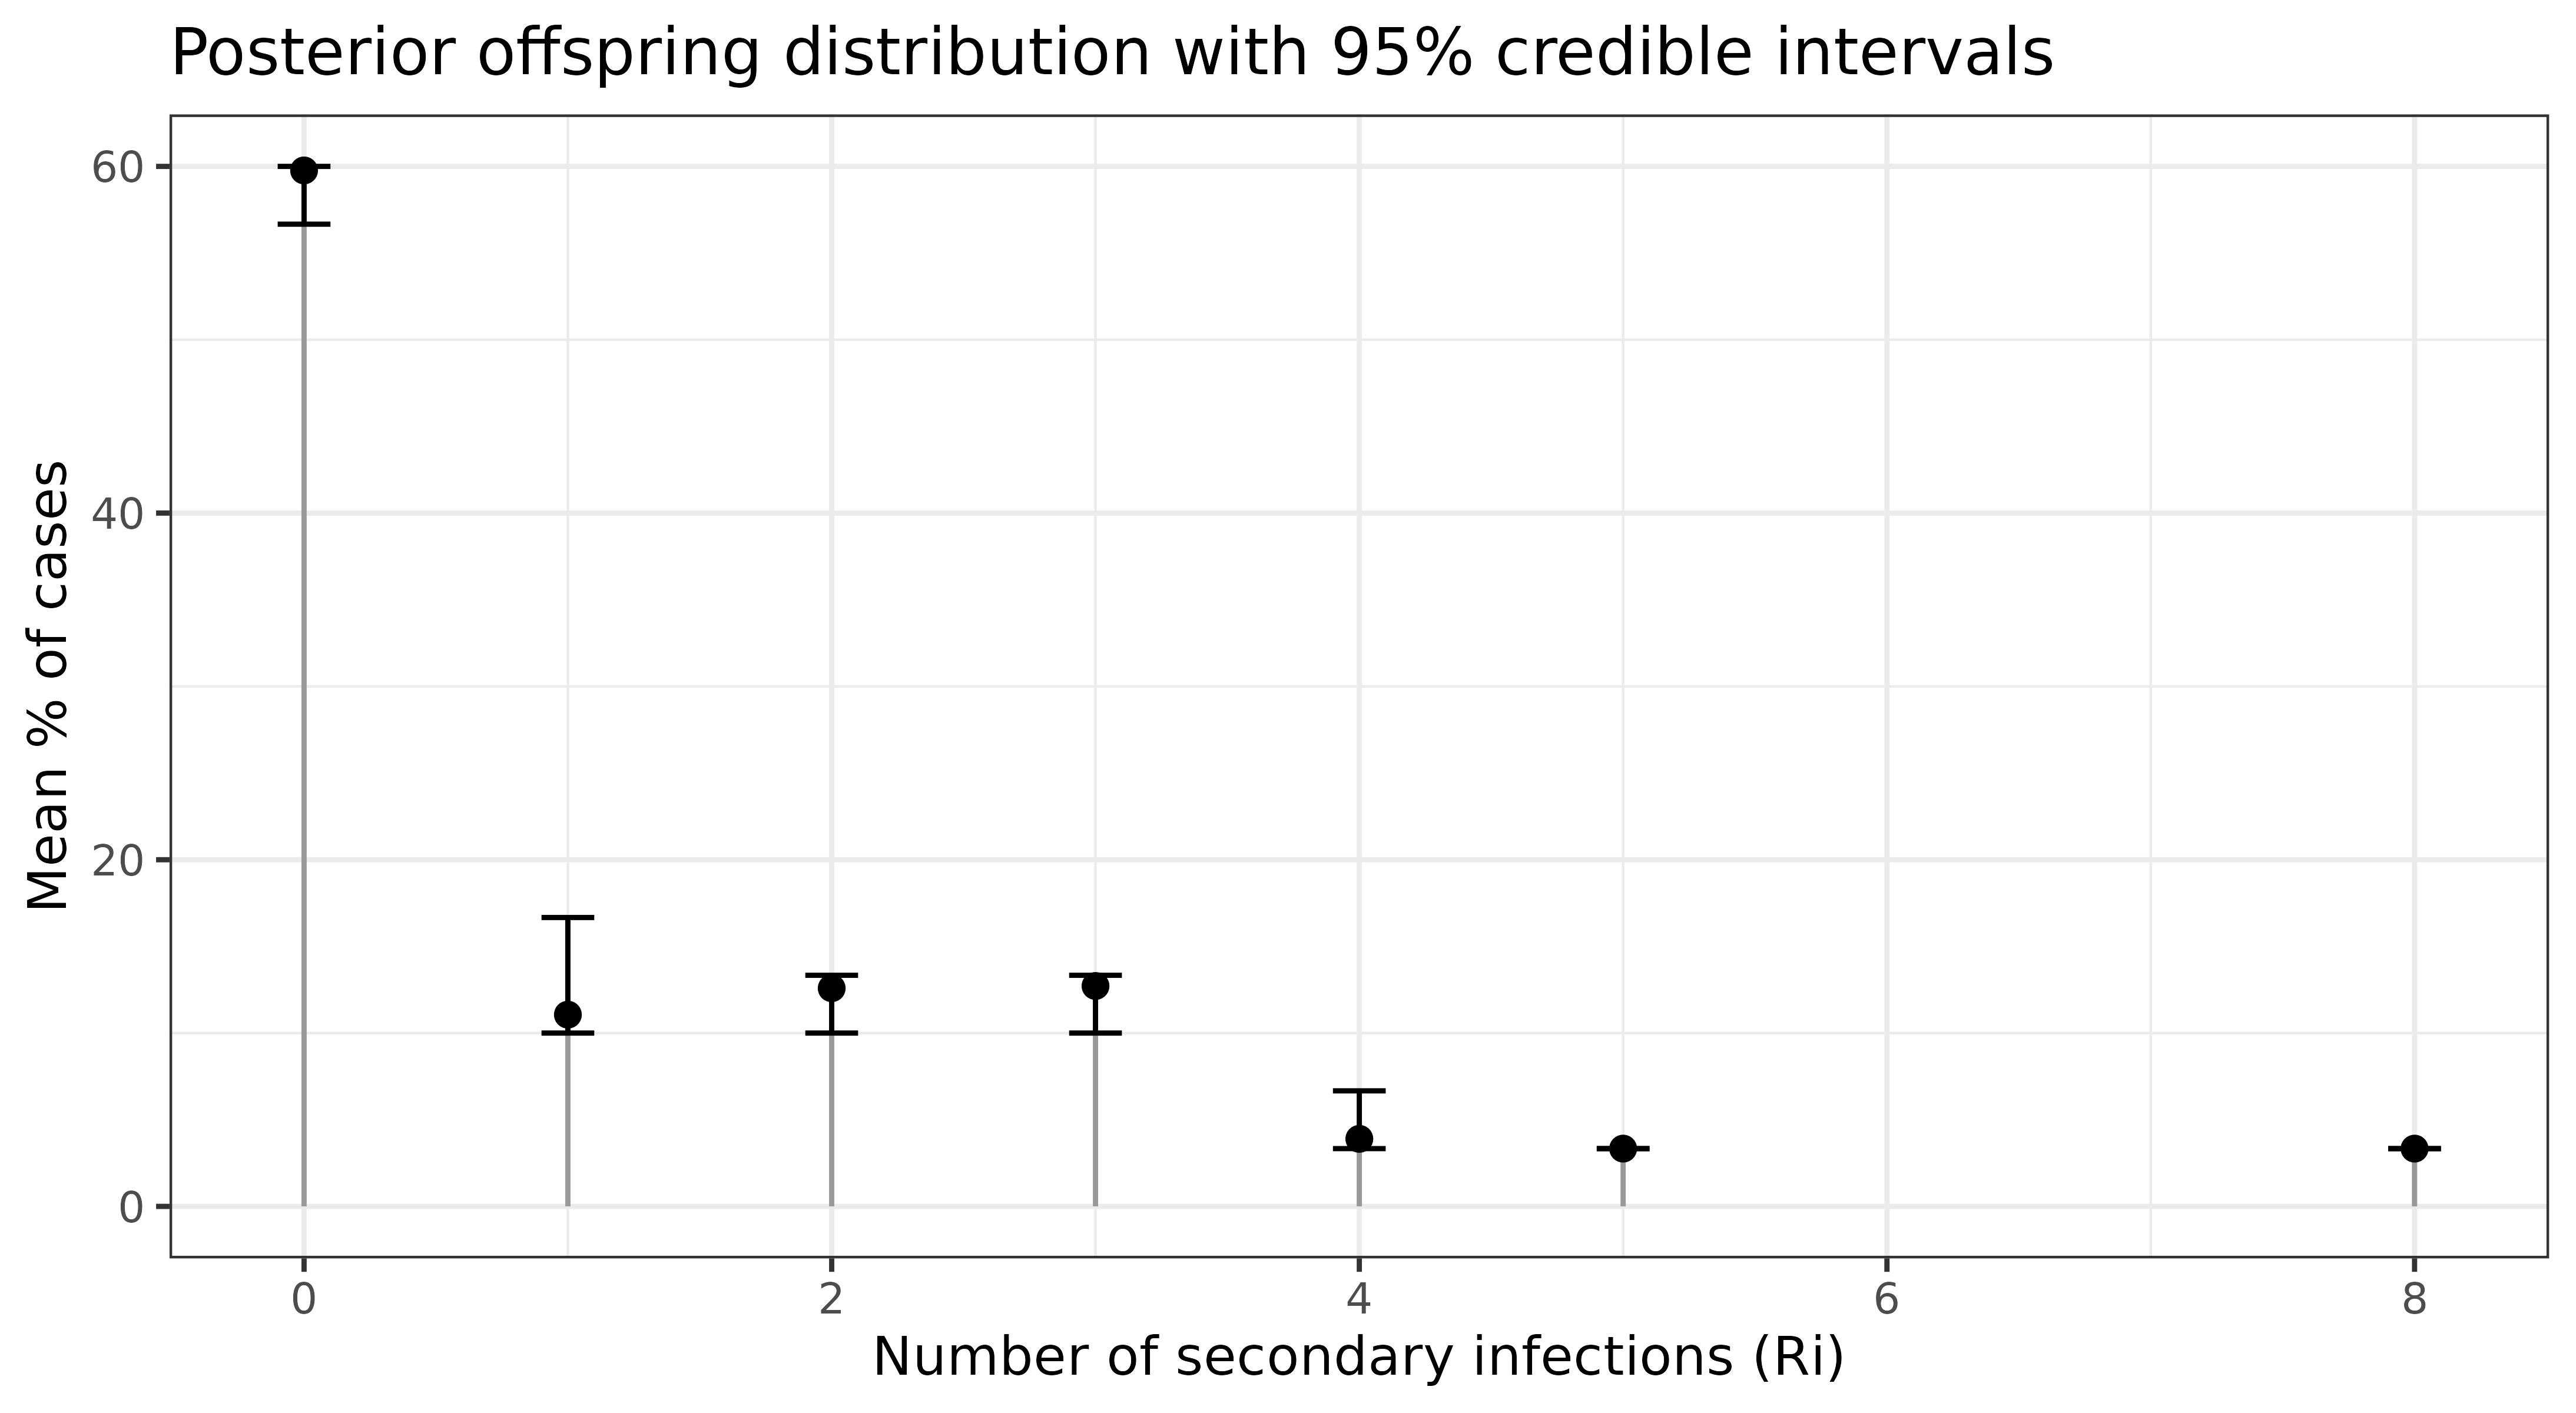 Posterior offspring distribution with 95% credible intervals
Mean % of cases
60
40
20
0
0 2 4 6 8
Number of secondary infections (Ri)